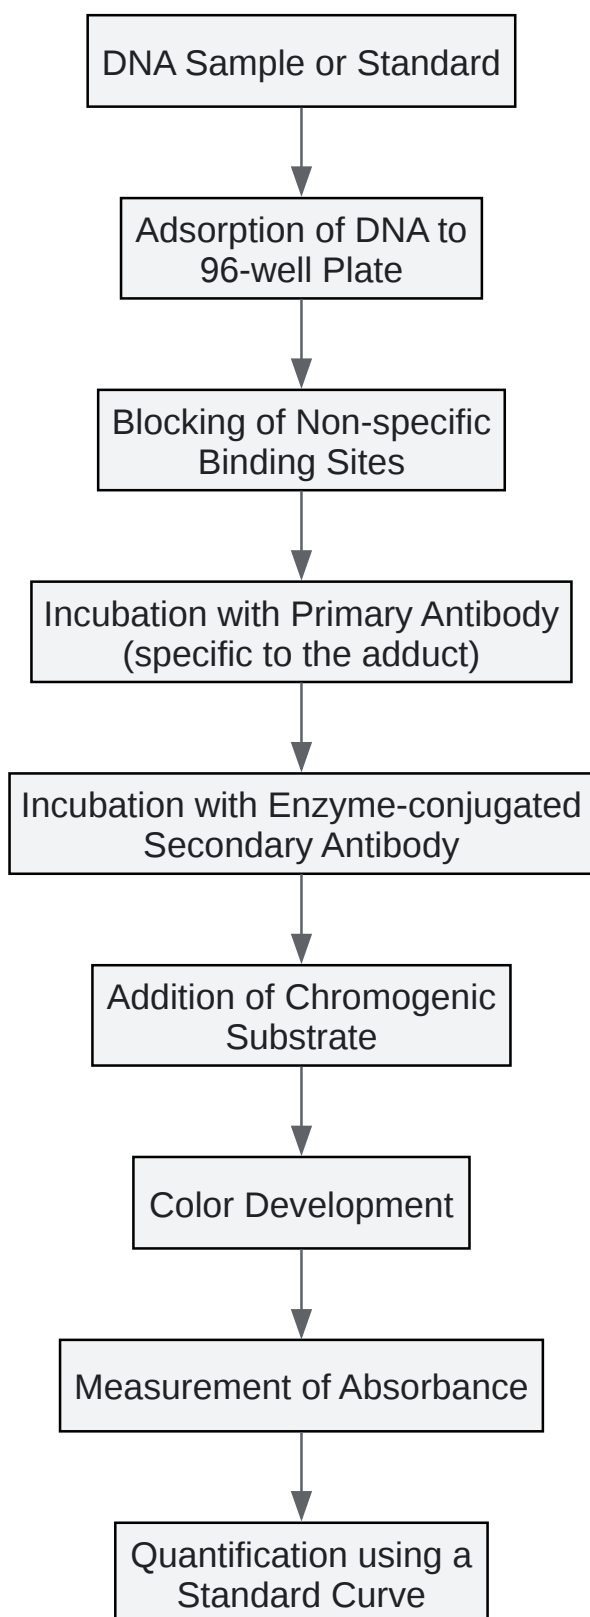 DNA Sample or Standard
Adsorption of DNA to
96-well Plate
Blocking of Non-specific
Binding Sites
Incubation with Primary Antibody
(specific to the adduct)
Incubation with Enzyme-conjugated
Secondary Antibody
Addition of Chromogenic
Substrate
Color Development
Measurement of Absorbance
Quantification using a
Standard Curve